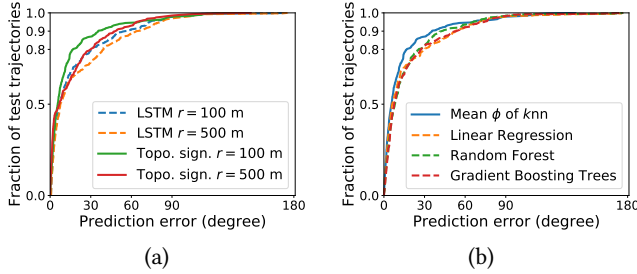 Fraction of test trajectories
1.0
0.9
0.8
0.5
0.0
0
30
60
90
180
Prediction error (degree)
LSTM r = 100 m
LSTM r = 500 m
Topo. sign. r = 100 m
Topo. sign. r = 500 m
(a)
Fraction of test trajectories
1.0
0.9
0.8
0.5
0.0
0
30
60
90
180
Prediction error (degree)
Mean ϕ of knn
Linear Regression
Random Forest
Gradient Boosting Trees
(b)